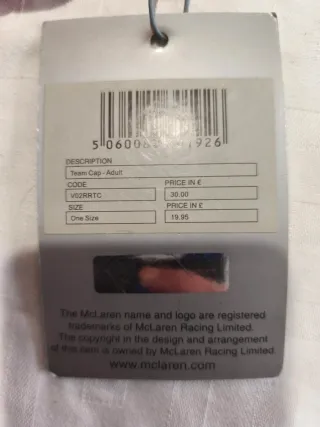 DESCRIPTION
Team Cap - Adult
CODE PRICE IN €
V02RRTC 30.00
SIZE PRICE IN £
One Size 19.95
The McLaren name and logo are registered
trademarks of McLaren Racing Limited.
The copyright in the design and arrangement
of this item is owned by McLaren Racing Limited
www.mclaren.com